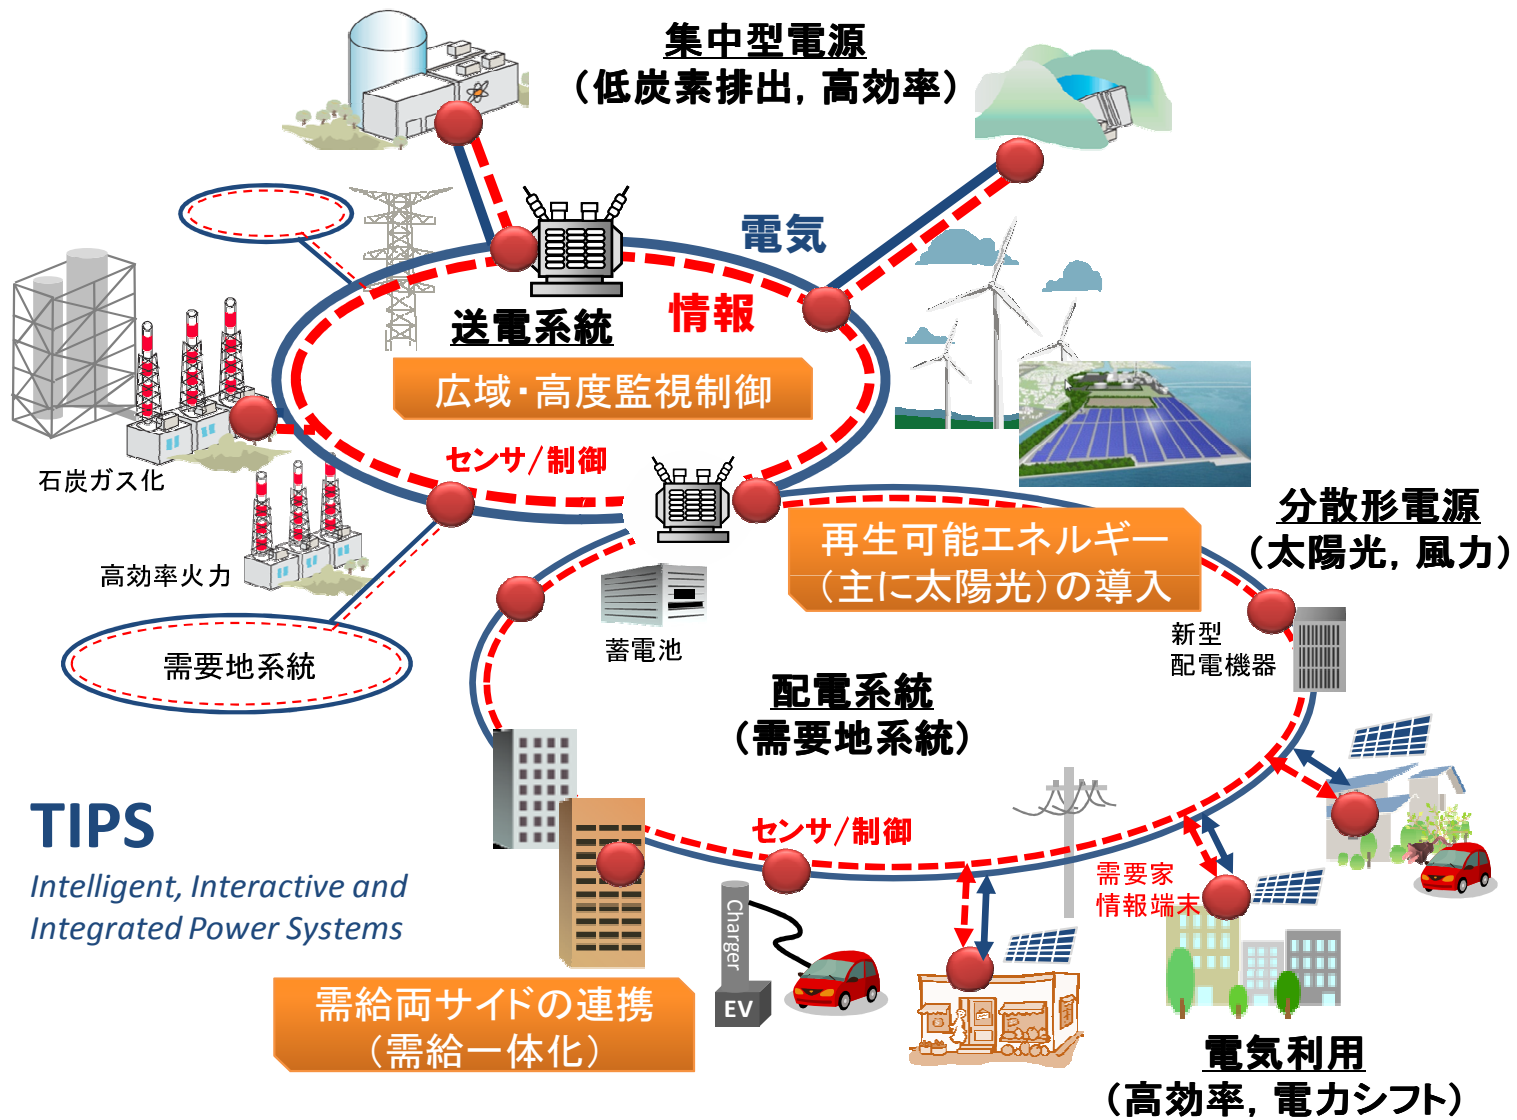 集中型電源
（低炭素排出，高効率）
電気
情報
送電系統
広域・高度監視制御
センサ/制御
石炭ガス化
高効率火力
需要地系統
蓄電池
再生可能エネルギー
（主に太陽光）の導入
分散形電源
（太陽光，風力）
新型
配電機器
配電系統
（需要地系統）
TIPS
Intelligent, Interactive and
Integrated Power Systems
センサ/制御
需要家
情報端末
Charger
EV
需給両サイドの連携
（需給一体化）
電気利用
（高効率，電力シフト）